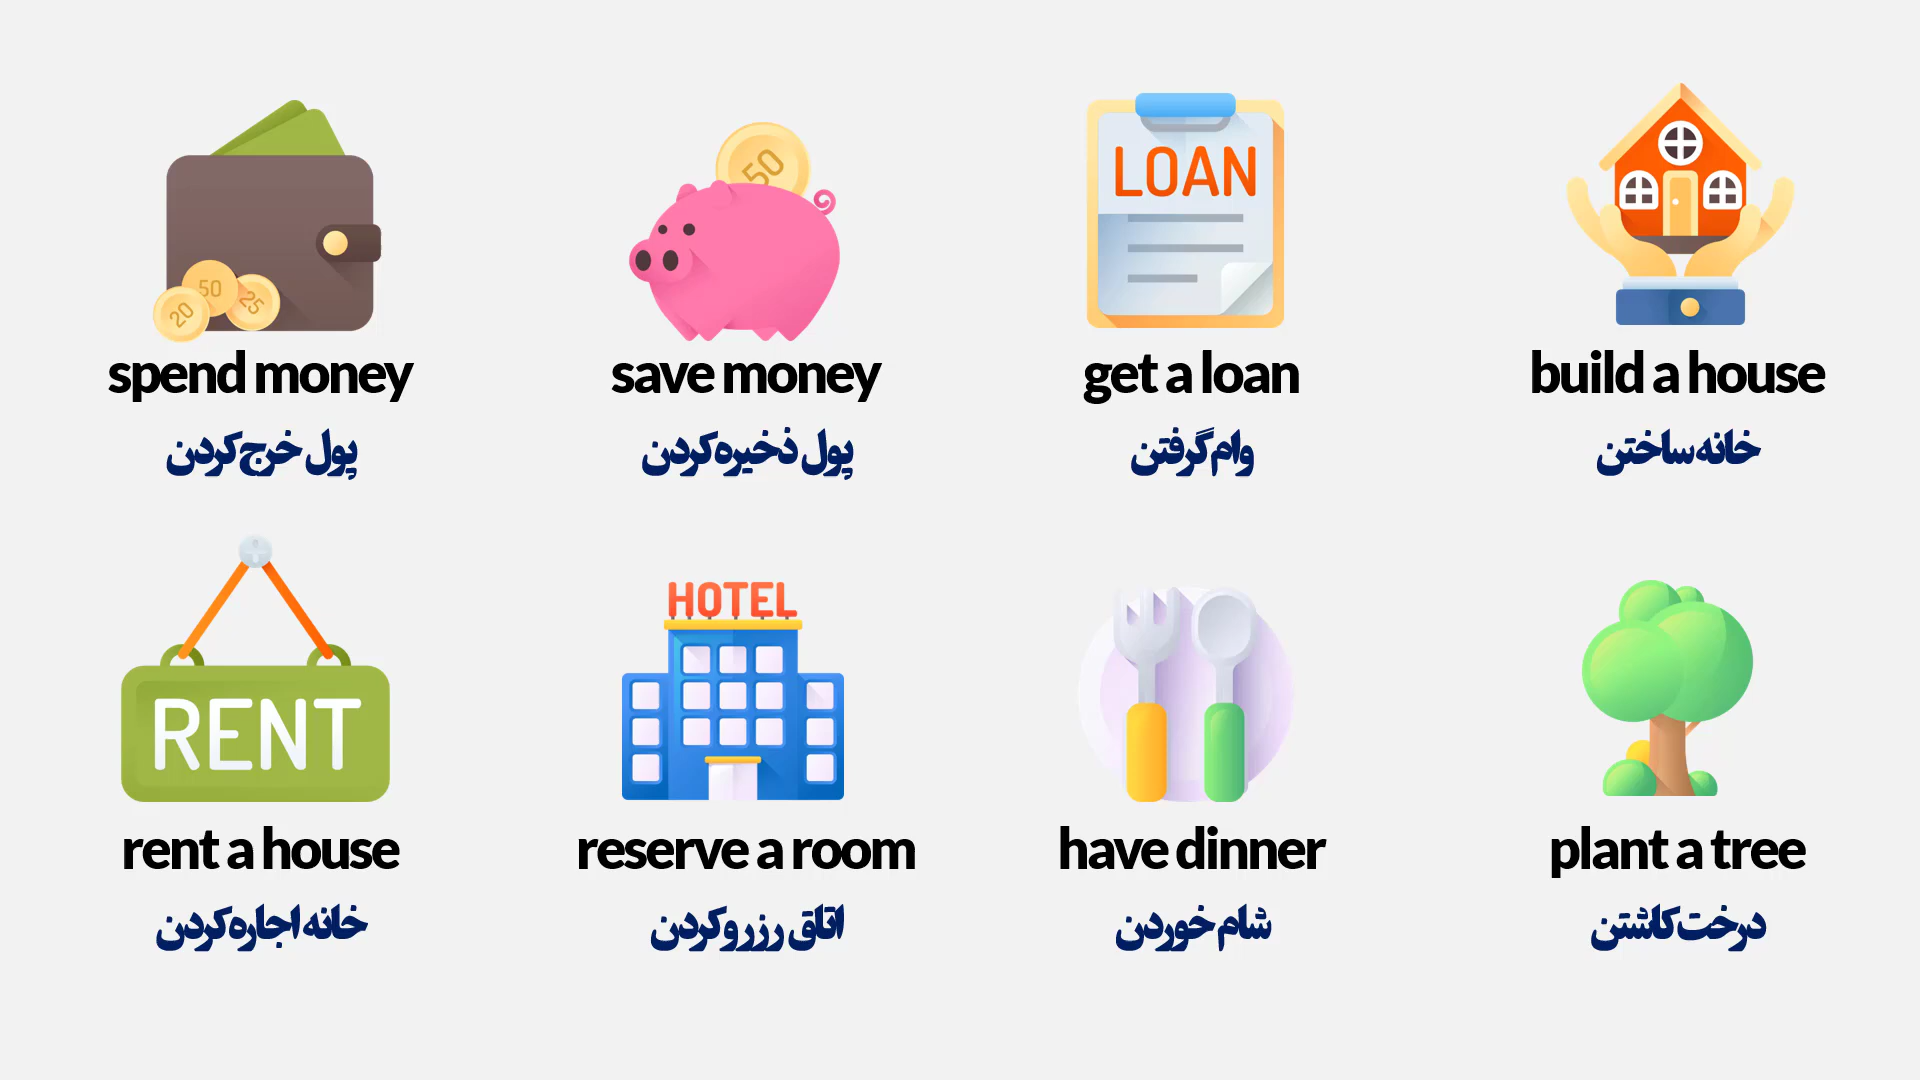 50
20
50
25
LOAN
spend money
save money
get a loan
build a house
پول خرج کردن
پول ذخیره کردن
وام گرفتن
خانه ساختن
RENT
HOTEL
rent a house
reserve a room
have dinner
plant a tree
خانه اجاره کردن
اتاق رزرو کردن
شام خوردن
درخت کاشتن